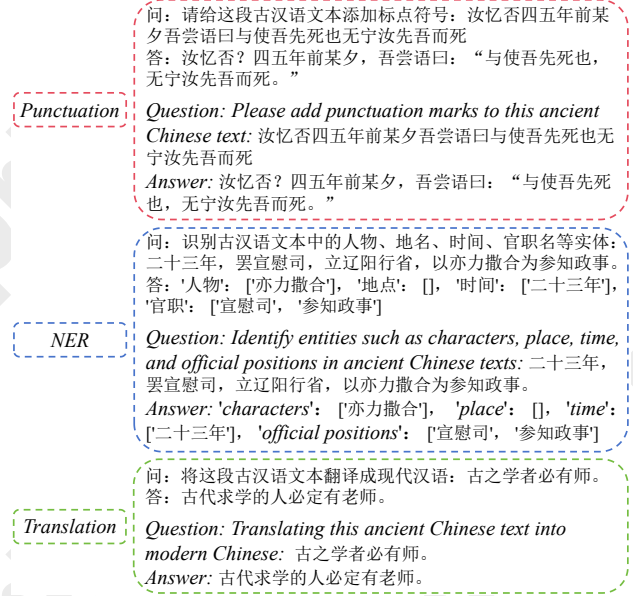 问：请给这段古汉语文本添加标点符号：汝忆否四五年前某
夕吾尝语曰与使吾先死也无宁汝先吾而死
答：汝忆否？四五年前某夕，吾尝语曰：“与使吾先死也，
无宁汝先吾而死。”
Punctuation
Question: Please add punctuation marks to this ancient
Chinese text: 汝忆否四五年前某夕吾尝语曰与使吾先死也无
宁汝先吾而死
Answer: 汝忆否？四五年前某夕，吾尝语曰：“与使吾先死
也，无宁汝先吾而死。”
问：识别古汉语文本中的人物、地名、时间、官职名等实体：
二十三年，罢宣慰司，立辽阳行省，以亦力撒合为参知政事。
答：'人物'： ['亦力撒合']，'地点'： []，'时间'： ['二十三年']，
'官职'： ['宣慰司'，'参知政事']
NER
Question: Identify entities such as characters, place, time,
and official positions in ancient Chinese texts: 二十三年，
罢宣慰司，立辽阳行省，以亦力撒合为参知政事。
Answer: 'characters'： ['亦力撒合']， 'place'： []， 'time'：
['二十三年']， 'official positions'： ['宣慰司'，'参知政事']
问：将这段古汉语文本翻译成现代汉语：古之学者必有师。
答：古代求学的人必定有老师。
Translation
Question: Translating this ancient Chinese text into
modern Chinese: 古之学者必有师。
Answer: 古代求学的人必定有老师。